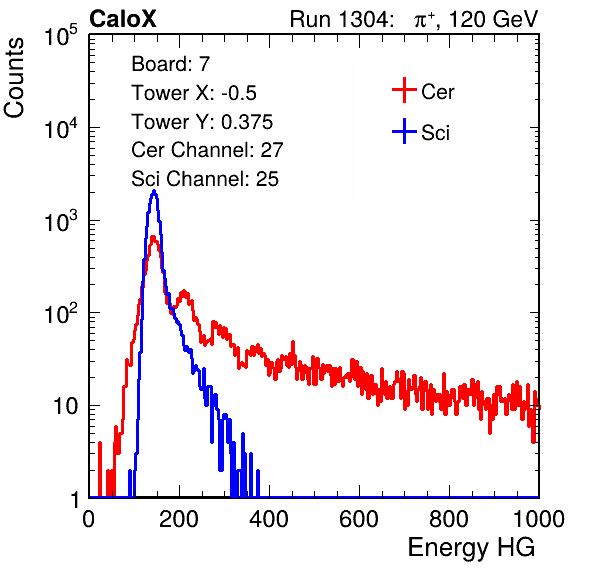 CaloX Run 1304: π⁺, 120 GeV
Counts
10⁵
10⁴
10³
10²
10
1
Board: 7
Tower X: -0.5
Tower Y: 0.375
Cer Channel: 27
Sci Channel: 25
Cer
Sci
0 200 400 600 800 1000
Energy HG